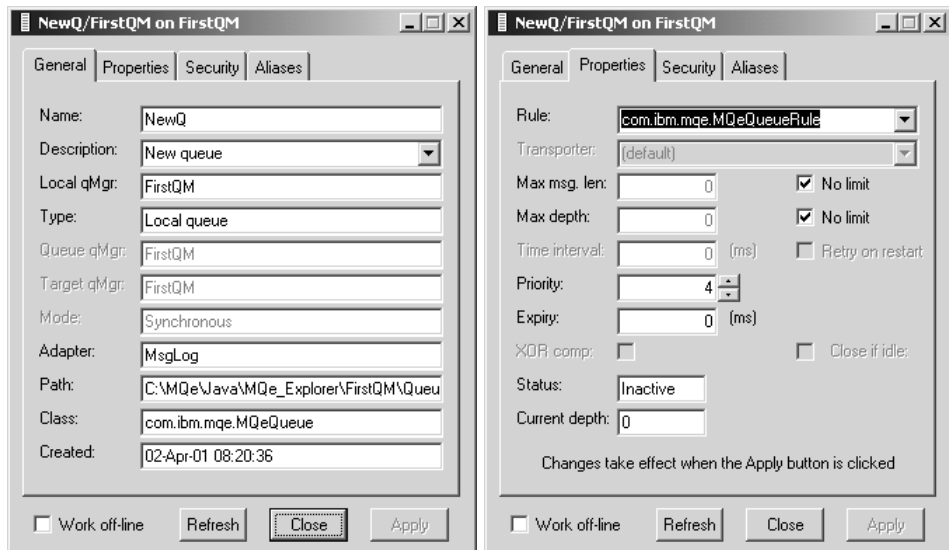 NewQ/FirstQM on FirstQM
General Properties Security Aliases
Name: NewQ
Description: New queue
Local qMgr: FirstQM
Type: Local queue
Queue qMgr: FirstQM
Target qMgr: FirstQM
Mode: Synchronous
Adapter: MsgLog
Path: C:\MQe\Java\MQe_Explorer\FirstQM\Queu
Class: com.ibm.mqe.MQeQueue
Created: 02-Apr-01 08:20:36
Work off-line Refresh Close Apply
NewQ/FirstQM on FirstQM
General Properties Security Aliases
Rule: com.ibm.mqe.MQeQueueRule
Transporter: (default)
Max msg. len: 0 No limit
Max depth: 0 No limit
Time interval: 0 (ms) Retry on restart
Priority: 4
Expiry: 0 (ms)
XOR comp: Close if idle:
Status: Inactive
Current depth: 0
Changes take effect when the Apply button is clicked
Work off-line Refresh Close Apply